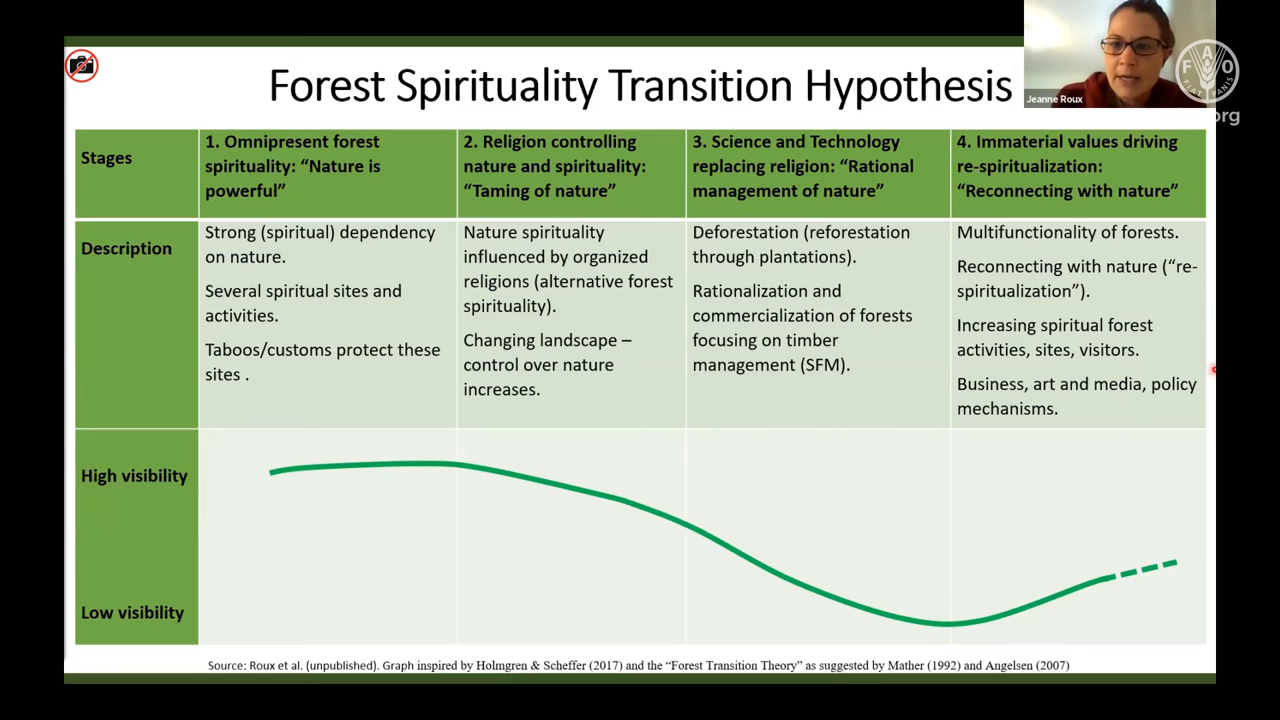 Forest Spirituality Transition Hypothesis
Jeanne Roux
F A O
FIAT PANIS
.org
Stages
1. Omnipresent forest
spirituality: “Nature is
powerful”
2. Religion controlling
nature and spirituality:
“Taming of nature”
3. Science and Technology
replacing religion: “Rational
management of nature”
4. Immaterial values driving
re-spiritualization:
“Reconnecting with nature”
Description
Strong (spiritual) dependency
on nature.
Several spiritual sites and
activities.
Taboos/customs protect these
sites .
Nature spirituality
influenced by organized
religions (alternative forest
spirituality).
Changing landscape –
control over nature
increases.
Deforestation (reforestation
through plantations).
Rationalization and
commercialization of forests
focusing on timber
management (SFM).
Multifunctionality of forests.
Reconnecting with nature (“re-
spiritualization”).
Increasing spiritual forest
activities, sites, visitors.
Business, art and media, policy
mechanisms.
High visibility
Low visibility
Source: Roux et al. (unpublished). Graph inspired by Holmgren & Scheffer (2017) and the “Forest Transition Theory” as suggested by Mather (1992) and Angelsen (2007)